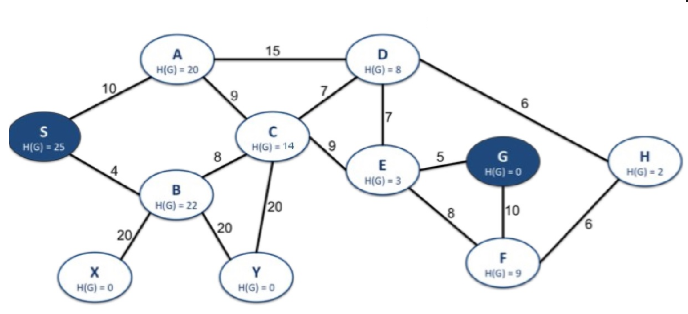 A
H(G) = 20
15
D
H(G) = 8
10
9
7
6
S
H(G) = 25
C
H(G) = 14
7
9
4
8
E
H(G) = 3
5
G
H(G) = 0
H
H(G) = 2
B
H(G) = 22
20
20
20
8
10
6
X
H(G) = 0
Y
H(G) = 0
F
H(G) = 9